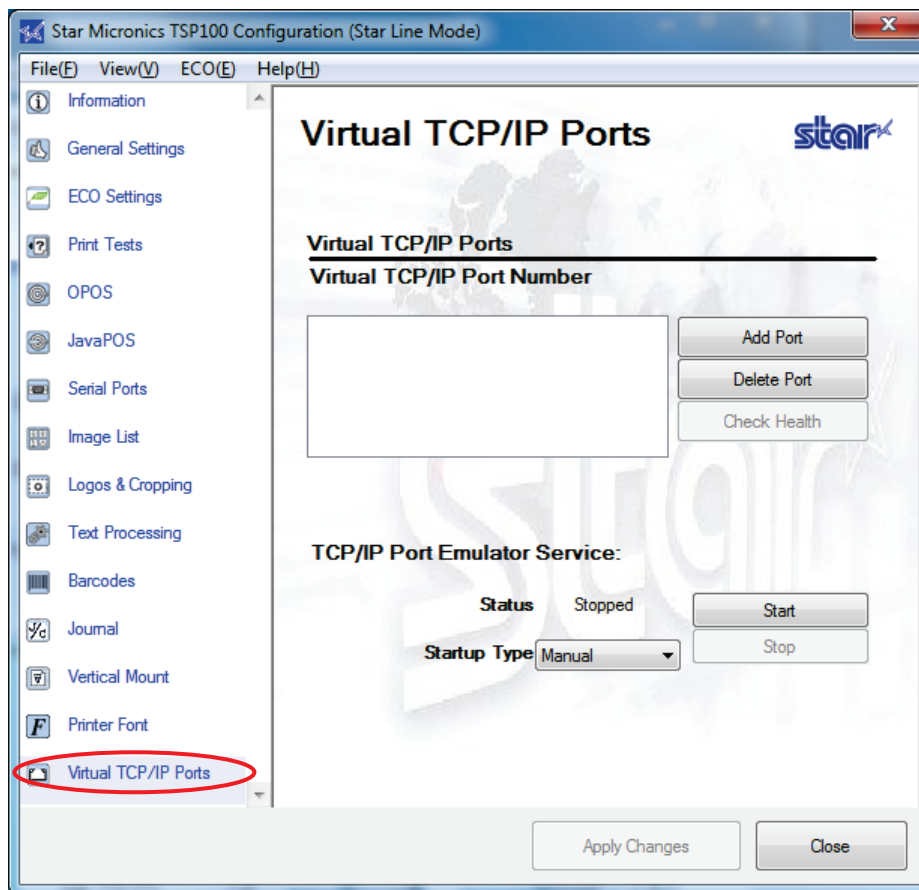 Star Micronics TSP100 Configuration (Star Line Mode)
File(F) View(V) ECO(E) Help(H)
Information
General Settings
ECO Settings
Print Tests
OPOS
JavaPOS
Serial Ports
Image List
Logos & Cropping
Text Processing
Barcodes
Journal
Vertical Mount
Printer Font
Virtual TCP/IP Ports
Virtual TCP/IP Ports
star
Virtual TCP/IP Ports
Virtual TCP/IP Port Number
Add Port
Delete Port
Check Health
TCP/IP Port Emulator Service:
Status Stopped
Start
Startup Type Manual
Stop
Apply Changes
Close